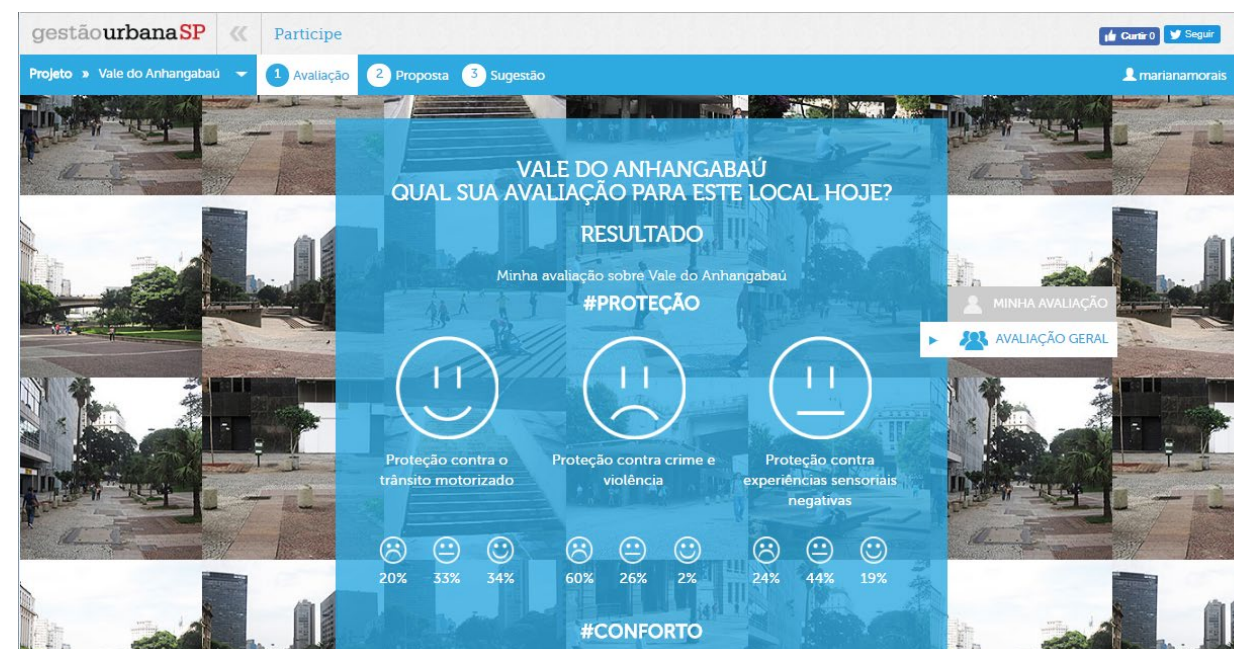 gestãourbanaSP « Participe Curtir 0 Seguir
Projeto » Vale do Anhangabaú 1 Avaliação 2 Proposta 3 Sugestão marianamorais
VALE DO ANHANGABAÚ
QUAL SUA AVALIAÇÃO PARA ESTE LOCAL HOJE?
RESULTADO
Minha avaliação sobre Vale do Anhangabaú
#PROTEÇÃO
MINHA AVALIAÇÃO
AVALIAÇÃO GERAL
Proteção contra o
trânsito motorizado
Proteção contra crime e
violência
Proteção contra
experiências sensoriais
negativas
20% 33% 34% 60% 26% 2% 24% 44% 19%
#CONFORTO